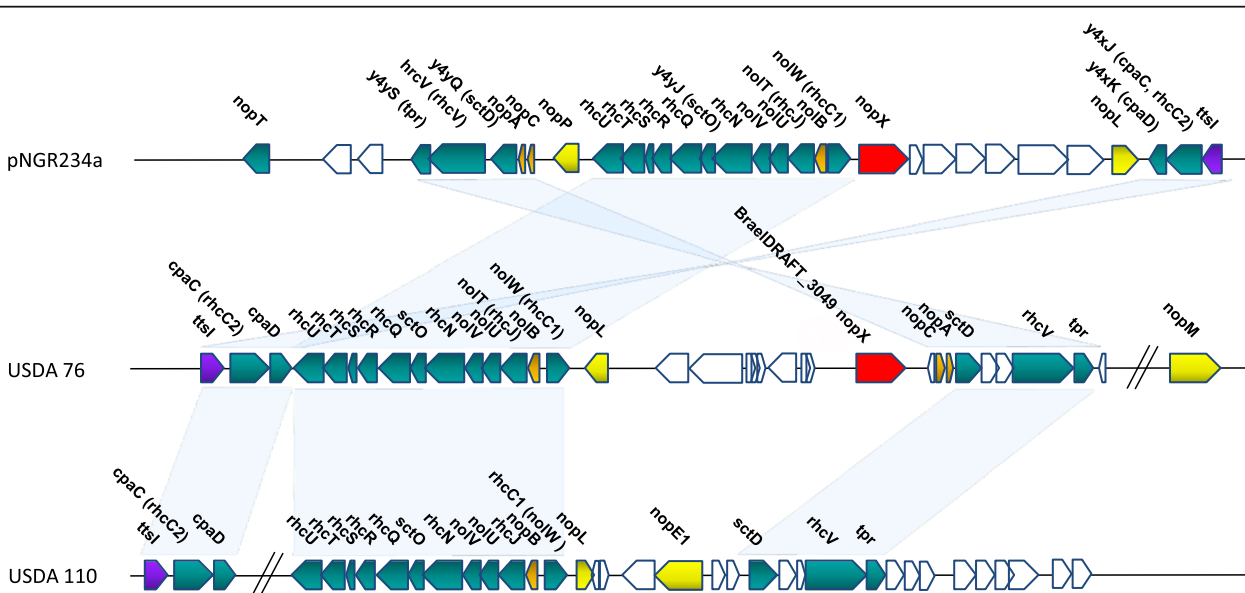 nopT
y4yS (tpr)
hrcV (rhcV)
y4yQ (sctD)
nopA
nopC
nopP
rhcU
rhcT
rhcS
rhcR
rhcQ
y4yJ (sctO)
rhcN
nolV
nolU
nolT (rhcJ)
nolB
nolW (rhcC1)
nopX
nopL
y4xK (cpaD)
y4xJ (cpaC, rhcC2)
ttsI
pNGR234a
ttsI
cpaC (rhcC2)
cpaD
rhcU
rhcT
rhcS
rhcR
rhcQ
sctO
rhcN
nolV
nolU
nolT (rhcJ)
nolB
nolW (rhcC1)
nopL
BraelDRAFT_3049
nopX
nopC
nopA
sctD
rhcV
tpr
nopM
USDA 76
ttsI
cpaC (rhcC2)
cpaD
rhcU
rhcT
rhcS
rhcR
rhcQ
sctO
rhcN
nolV
nolU
rhcJ
nopB
rhcC1 (nolW )
nopL
nopE1
sctD
rhcV
tpr
USDA 110